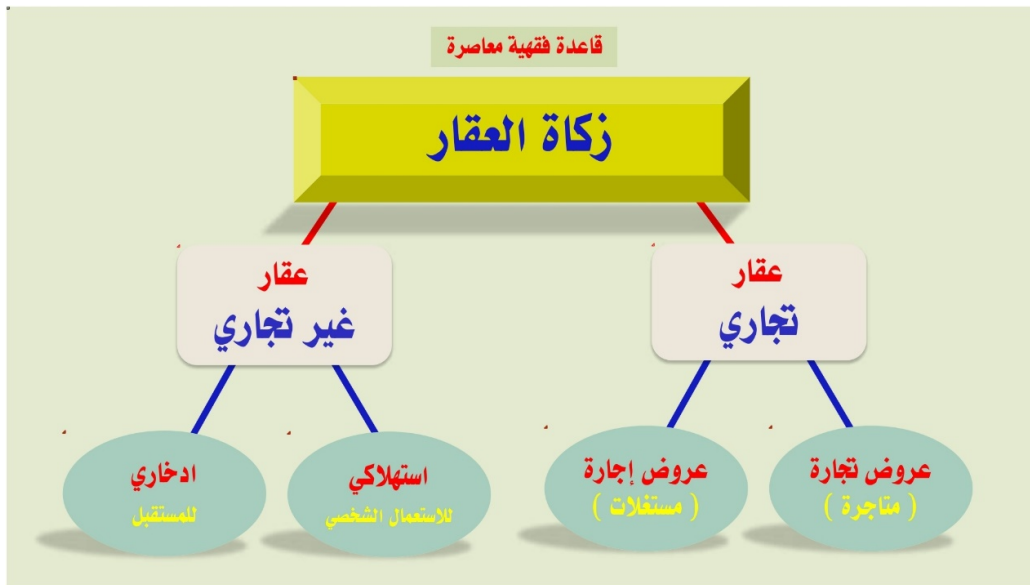 قاعدة فقهية معاصرة
زكاة العقار
عقار
تجاري
عقار
غير تجاري
عروض تجارة
( متاجرة )
عروض إجارة
( مستغلات )
استهلاكي
للاستعمال الشخصي
ادخاري
للمستقبل